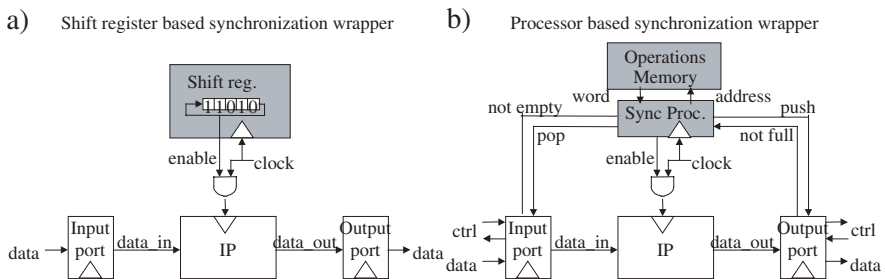 a) Shift register based synchronization wrapper
Shift reg.
11010
enable
clock
data
Input port
data_in
IP
data_out
Output port
data
b) Processor based synchronization wrapper
Operations Memory
word
address
not empty
Sync Proc.
push
pop
not full
enable
clock
ctrl
data
Input port
data_in
IP
data_out
Output port
ctrl
data